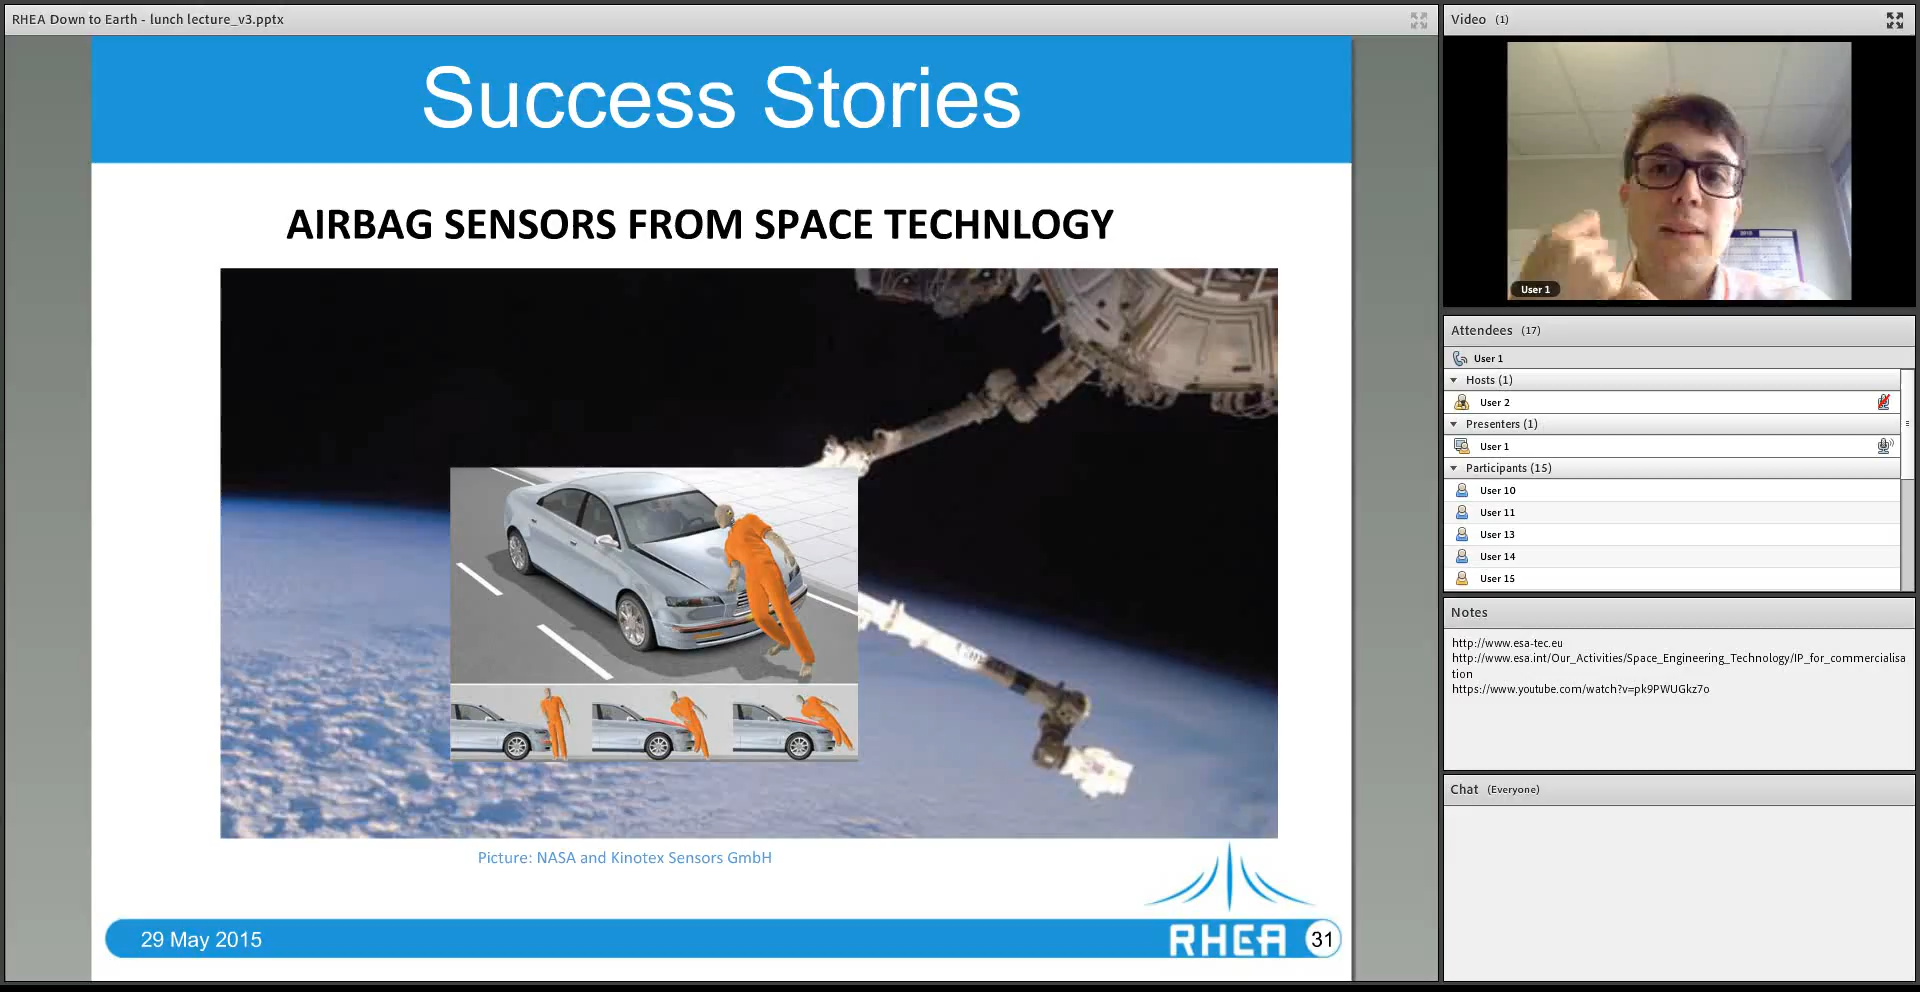 RHEA Down to Earth - lunch lecture_v3.pptx
Success Stories
AIRBAG SENSORS FROM SPACE TECHNLOGY
Picture: NASA and Kinotex Sensors GmbH
29 May 2015
RHEA
31
Video (1)
User 1
Attendees (17)
User 1
Hosts (1)
User 2
Presenters (1)
User 1
Participants (15)
User 10
User 11
User 13
User 14
User 15
Notes
http://www.esa-tec.eu
http://www.esa.int/Our_Activities/Space_Engineering_Technology/IP_for_commercialisa
tion
https://www.youtube.com/watch?v=pk9PWUGkz7o
Chat (Everyone)